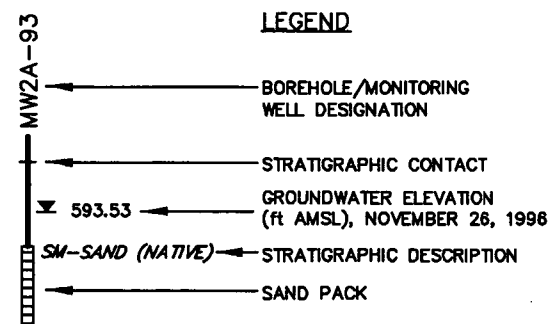 LEGEND
MW2A-93
BOREHOLE/MONITORING
WELL DESIGNATION
STRATIGRAPHIC CONTACT
593.53
GROUNDWATER ELEVATION
(ft AMSL), NOVEMBER 26, 1996
SM-SAND (NATIVE)
STRATIGRAPHIC DESCRIPTION
SAND PACK